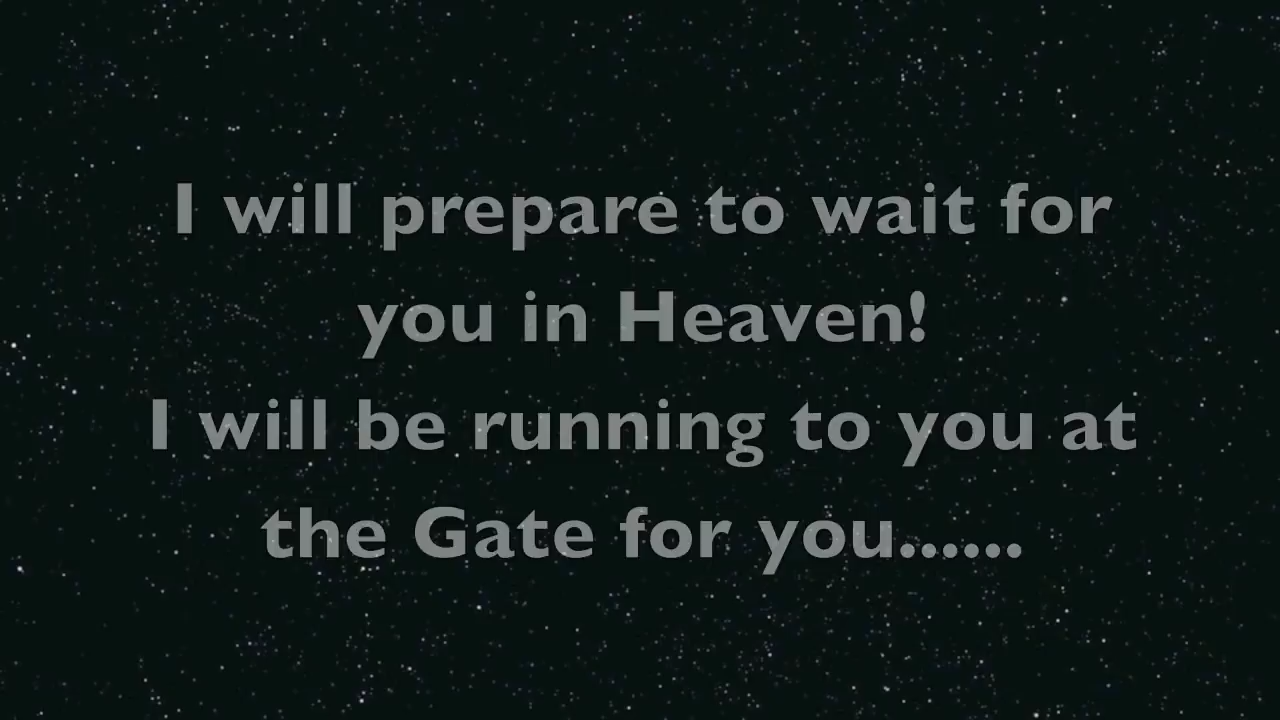 I will prepare to wait for
you in Heaven!
I will be running to you at
the Gate for you......